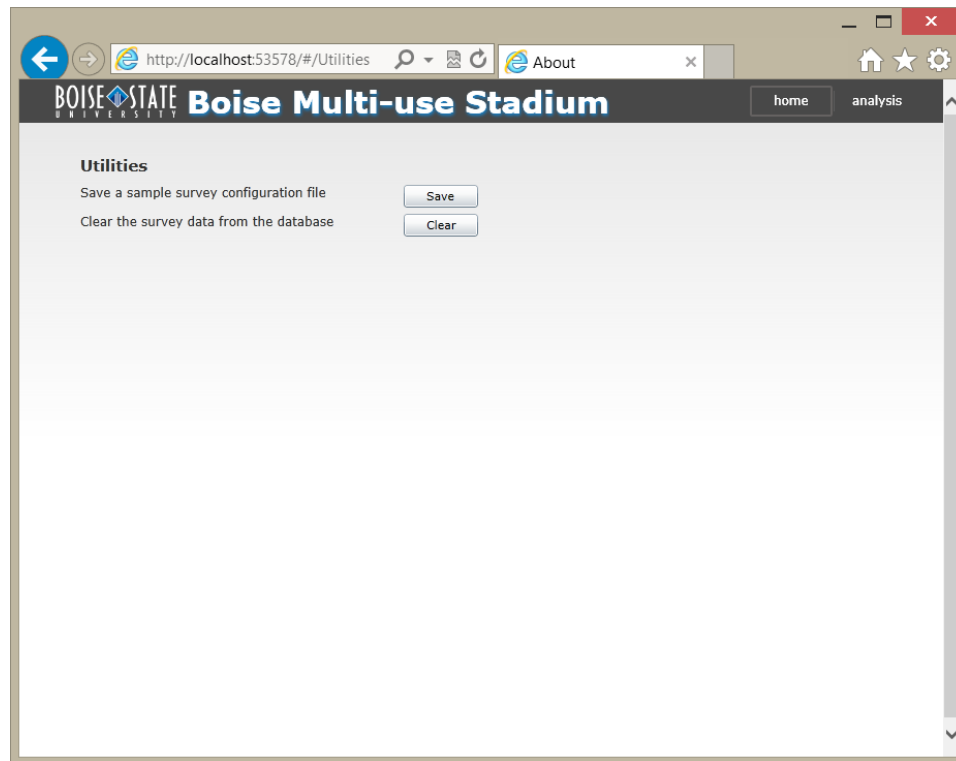 http://localhost:53578/#/Utilities
About
BOISE STATE
UNIVERSITY
Boise Multi-use Stadium
home
analysis
Utilities
Save a sample survey configuration file
Save
Clear the survey data from the database
Clear